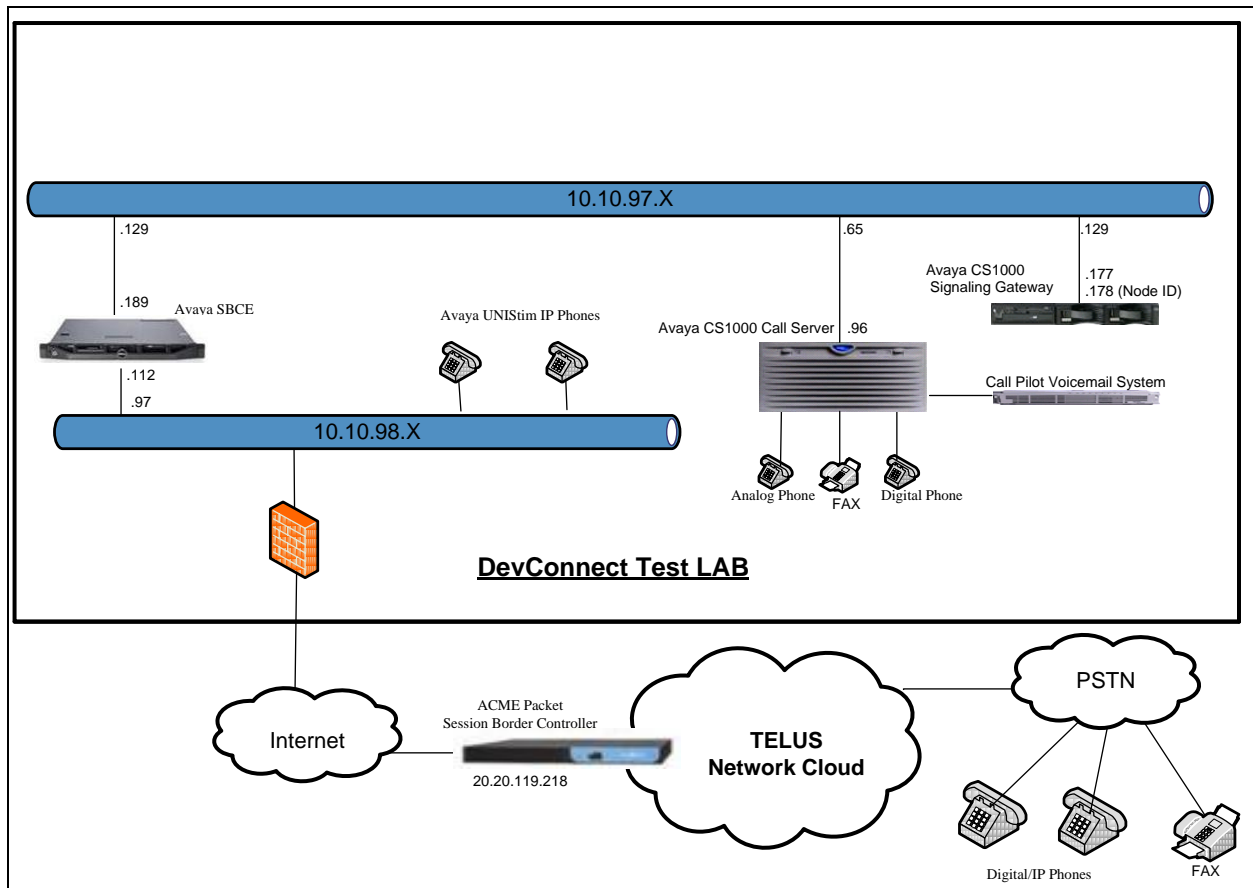 10.10.97.X
.129
.65
.129
Avaya CS1000
Signaling Gateway
.177
.178 (Node ID)
.189
Avaya SBCE
Avaya UNIStim IP Phones
Avaya CS1000 Call Server
.96
.112
.97
Call Pilot Voicemail System
10.10.98.X
Analog Phone
FAX
Digital Phone
DevConnect Test LAB
Internet
ACME Packet
Session Border Controller
20.20.119.218
TELUS
Network Cloud
PSTN
Digital/IP Phones
FAX